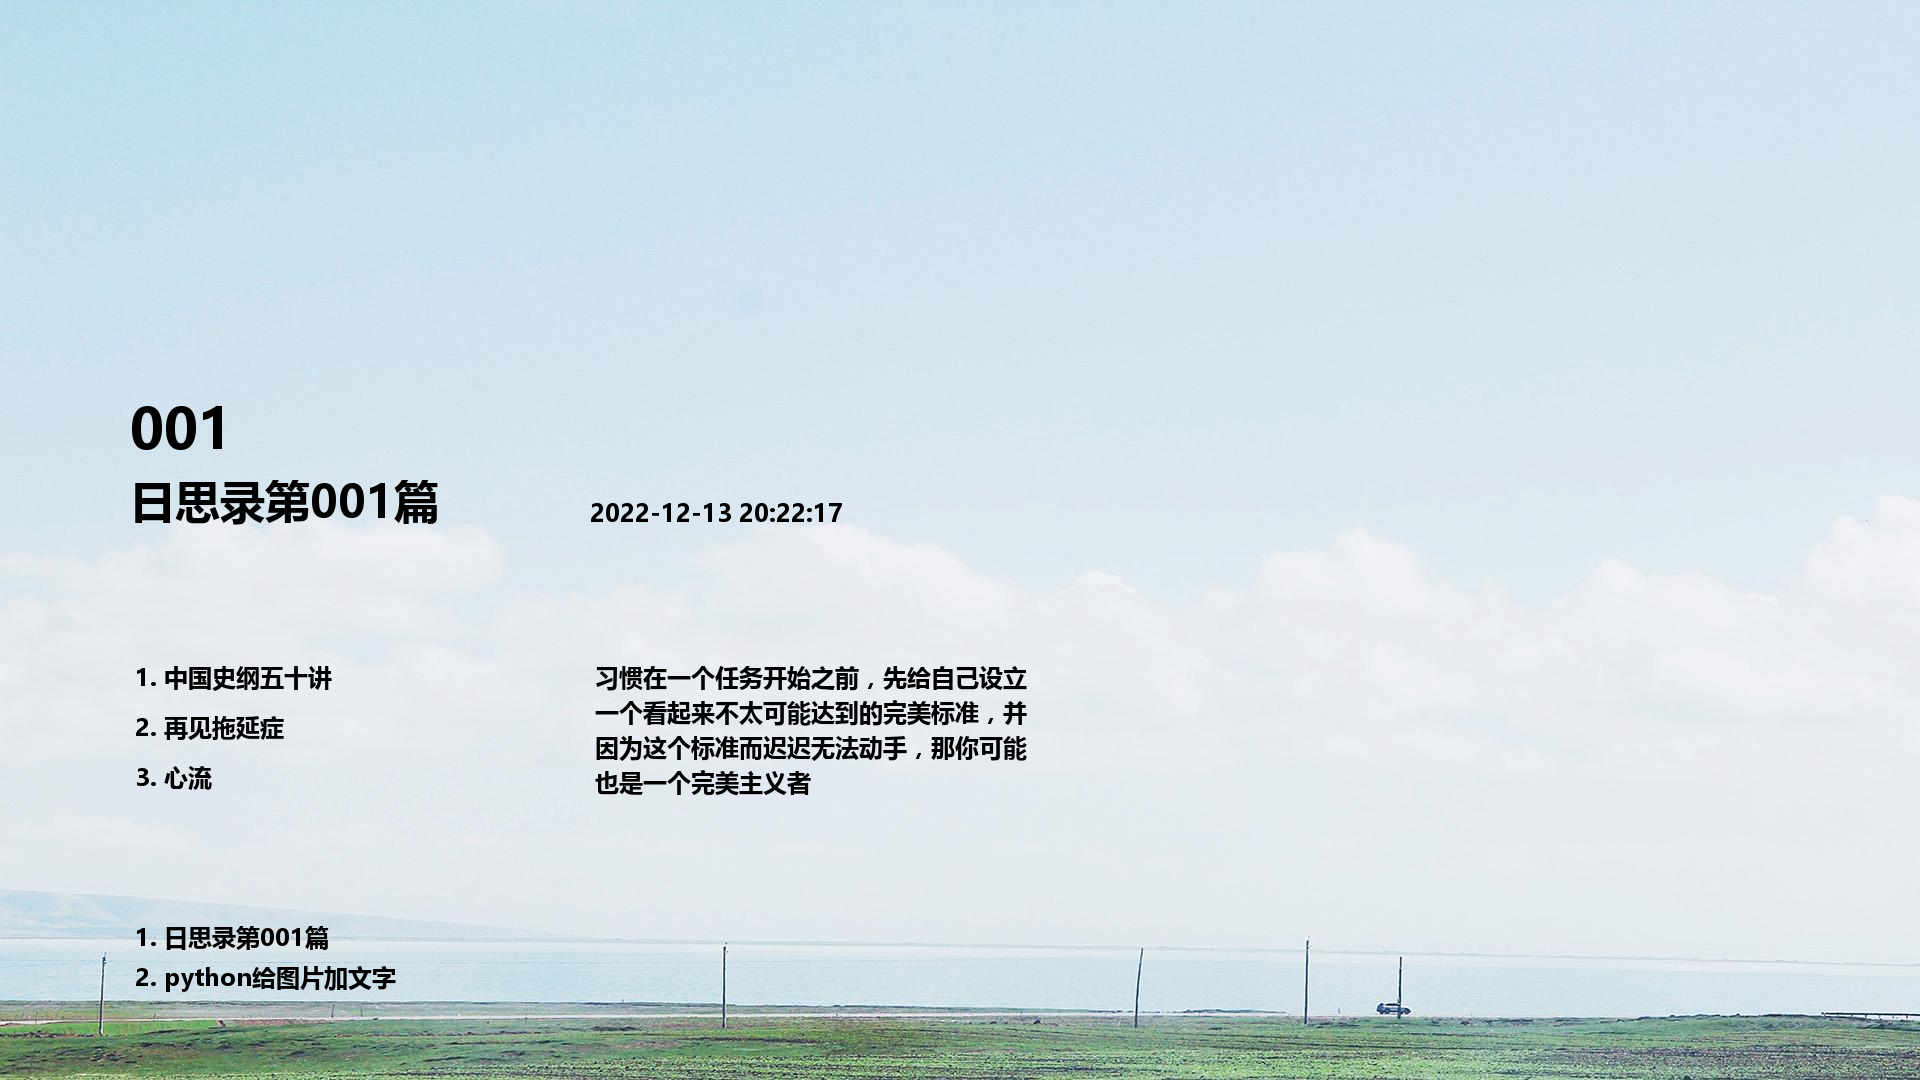 001
日思录第001篇
2022-12-13 20:22:17
1. 中国史纲五十讲
2. 再见拖延症
3. 心流
习惯在一个任务开始之前，先给自己设立
一个看起来不太可能达到的完美标准，并
因为这个标准而迟迟无法动手，那你可能
也是一个完美主义者
1. 日思录第001篇
2. python给图片加文字